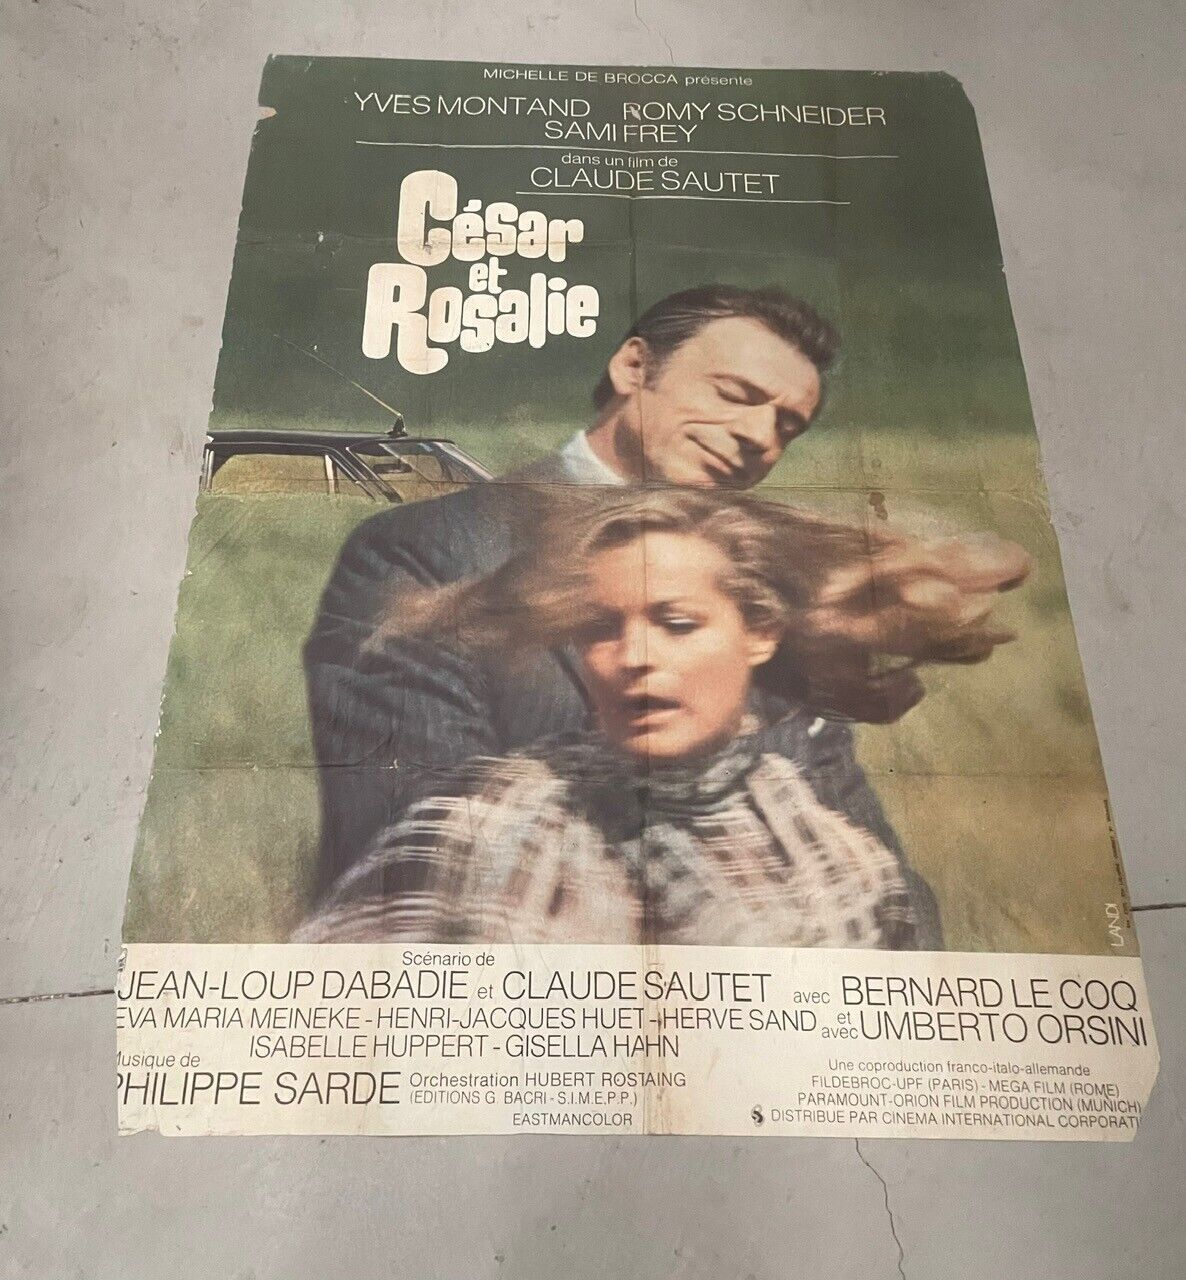 MICHELLE DE BROCCA présente
YVES MONTAND ROMY SCHNEIDER
SAMI FREY
dans un film de
CLAUDE SAUTET
César
et
Rosalie
LANDI
Scénario de
JEAN-LOUP DABADIE et CLAUDE SAUTET avec BERNARD LE COQ
EVA MARIA MEINEKE - HENRI-JACQUES HUET - HERVE SAND et avec UMBERTO ORSINI
ISABELLE HUPPERT - GISELLA HAHN
Musique de
PHILIPPE SARDE Orchestration HUBERT ROSTAING
(EDITIONS G. BACRI - S.I.M.E.P.P.)
EASTMANCOLOR
Une coproduction franco-italo-allemande
FILDEBROC-UPF (PARIS) - MEGA FILM (ROME)
PARAMOUNT-ORION FILM PRODUCTION (MUNICH)
DISTRIBUE PAR CINEMA INTERNATIONAL CORPORATI